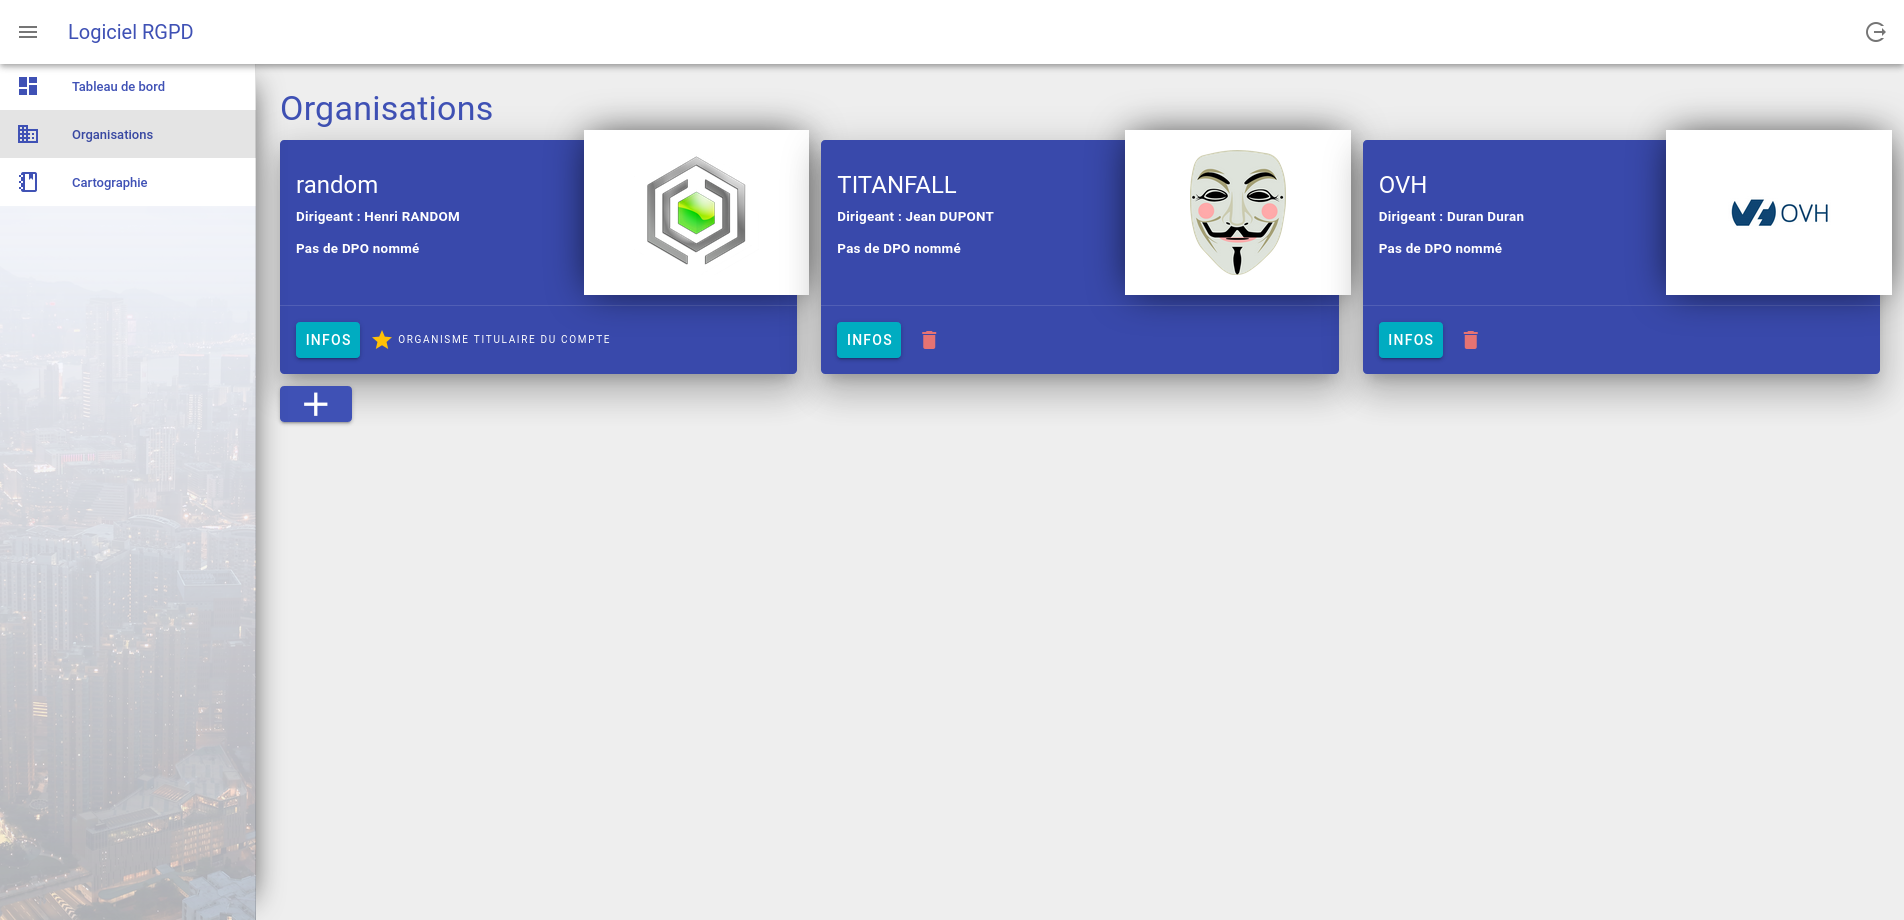 Logiciel RGPD
Tableau de bord
Organisations
Cartographie
Organisations
random
Dirigeant : Henri RANDOM
Pas de DPO nommé
INFOS
ORGANISME TITULAIRE DU COMPTE
TITANFALL
Dirigeant : Jean DUPONT
Pas de DPO nommé
INFOS
OVH
Dirigeant : Duran Duran
Pas de DPO nommé
OVH
INFOS